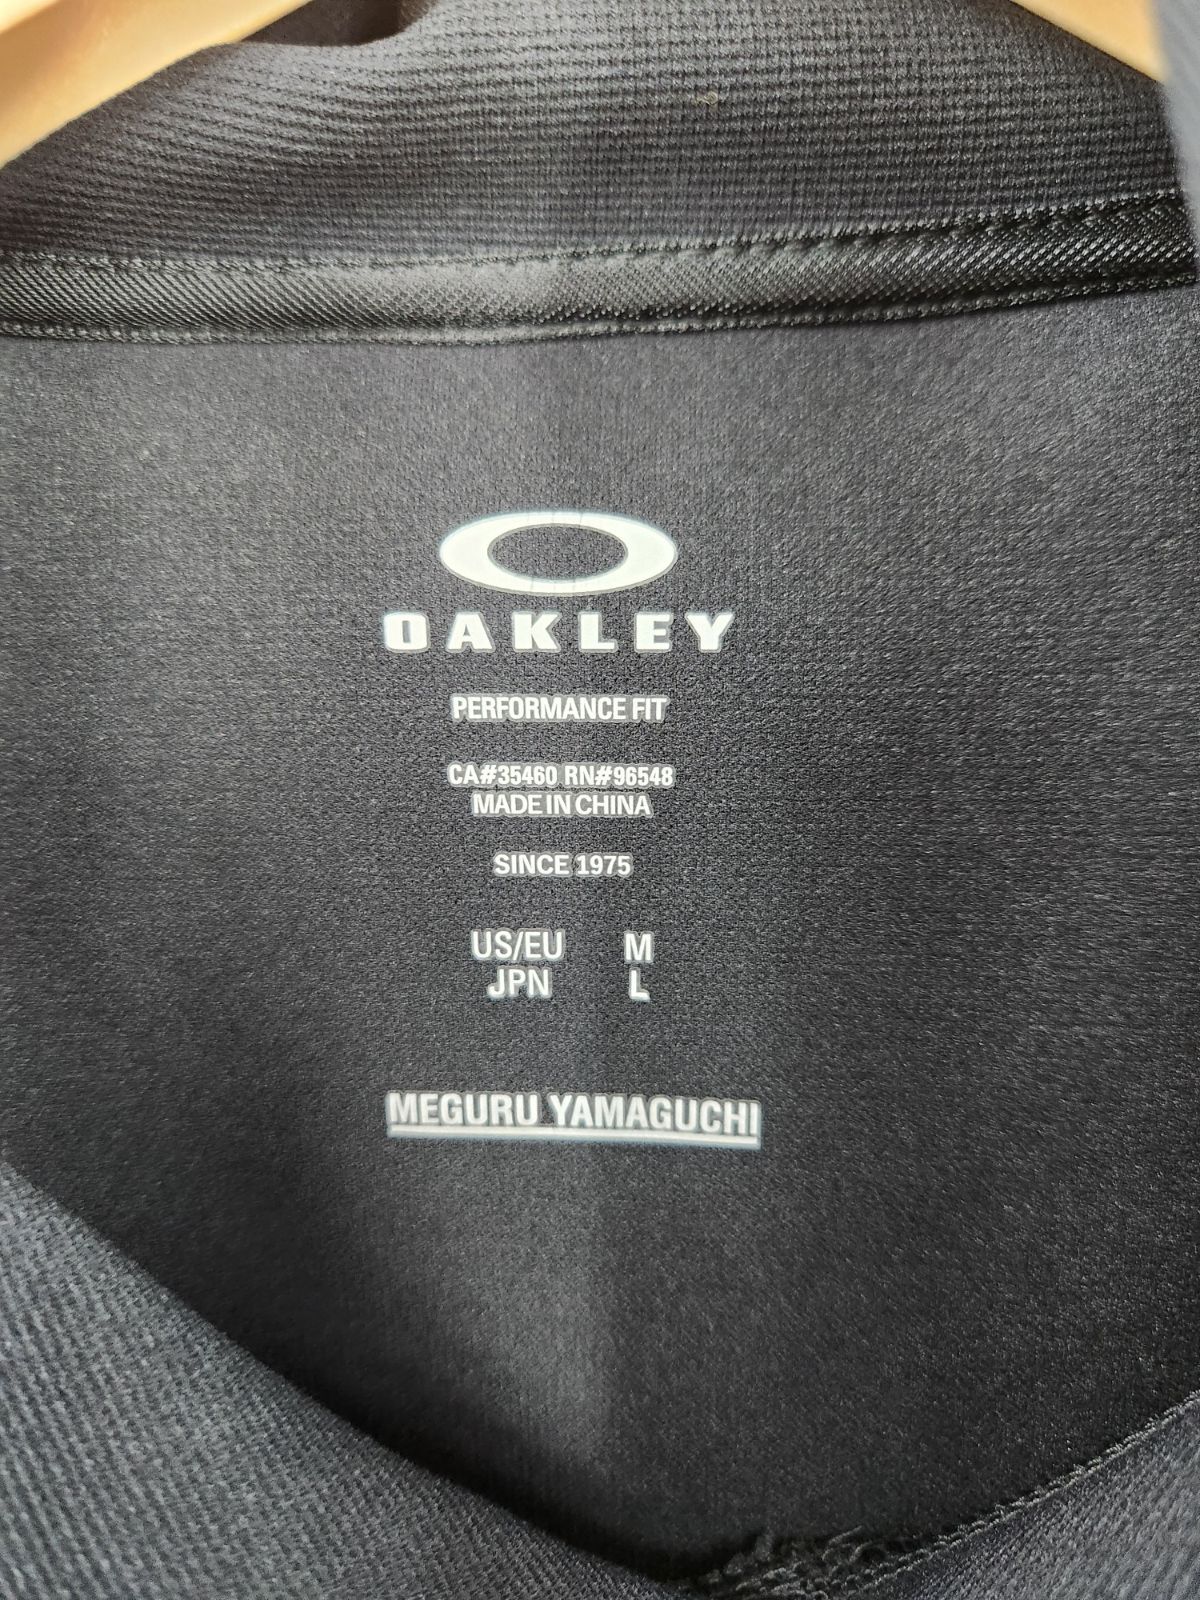 OAKLEY
PERFORMANCE FIT
CA#35460 RN#96548
MADE IN CHINA
SINCE 1975
US/EU M
JPN L
MEGURU YAMAGUCHI